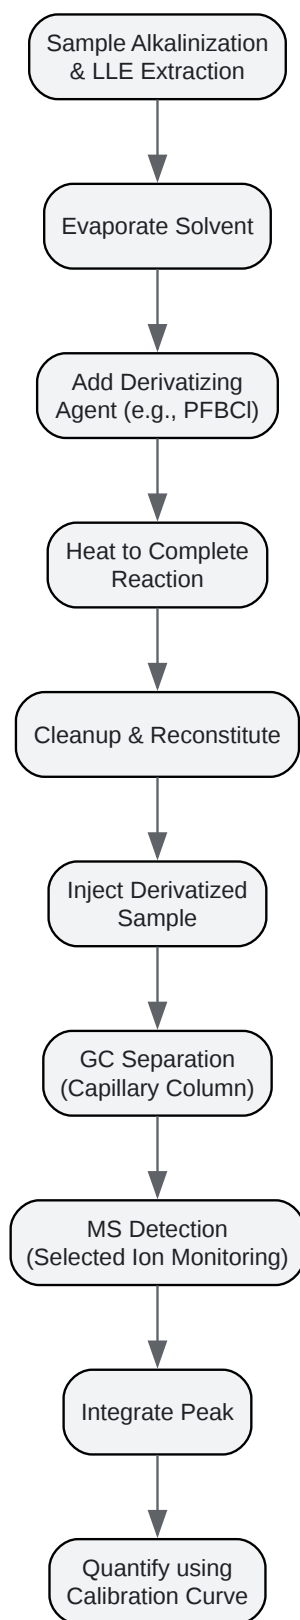 Sample Alkalinization
& LLE Extraction
Evaporate Solvent
Add Derivatizing
Agent (e.g., PFBCl)
Heat to Complete
Reaction
Cleanup & Reconstitute
Inject Derivatized
Sample
GC Separation
(Capillary Column)
MS Detection
(Selected Ion Monitoring)
Integrate Peak
Quantify using
Calibration Curve